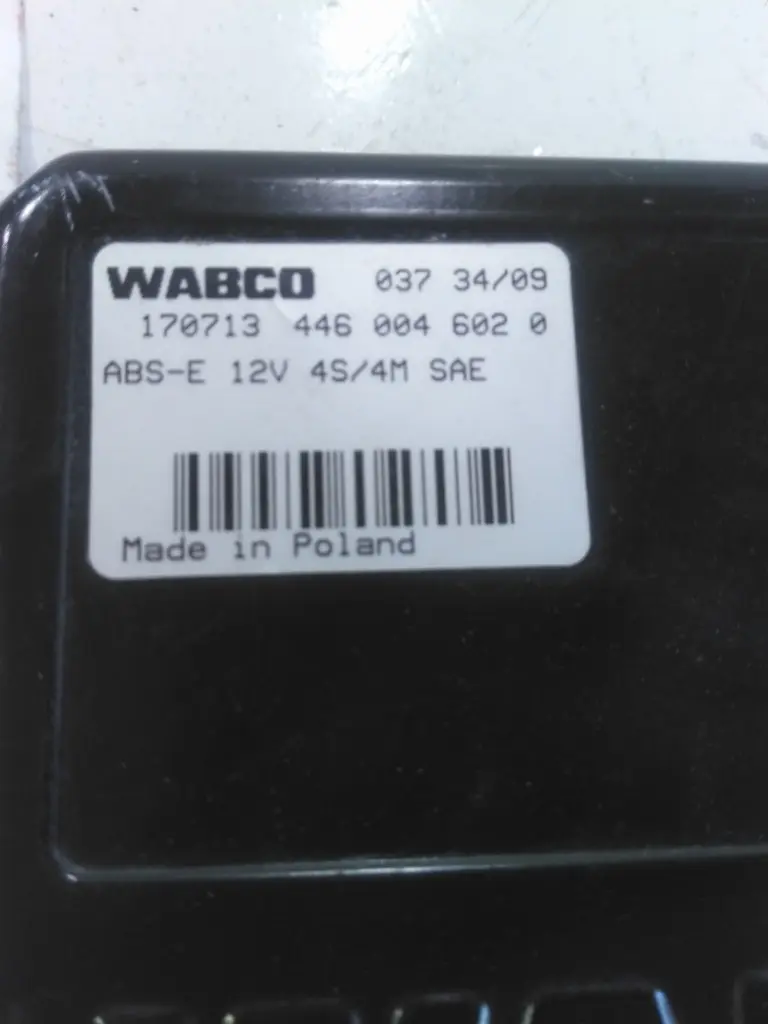 WABCO 037 34/09
170713 446 004 602 0
ABS-E 12V 4S/4M SAE
Made in Poland